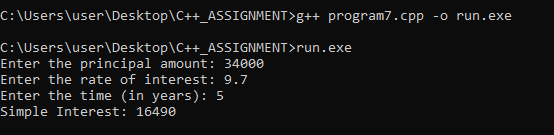 C:\Users\user\Desktop\C++_ASSIGNMENT>g++ program7.cpp -o run.exe
C:\Users\user\Desktop\C++_ASSIGNMENT>run.exe
Enter the principal amount: 34000
Enter the rate of interest: 9.7
Enter the time (in years): 5
Simple Interest: 16490